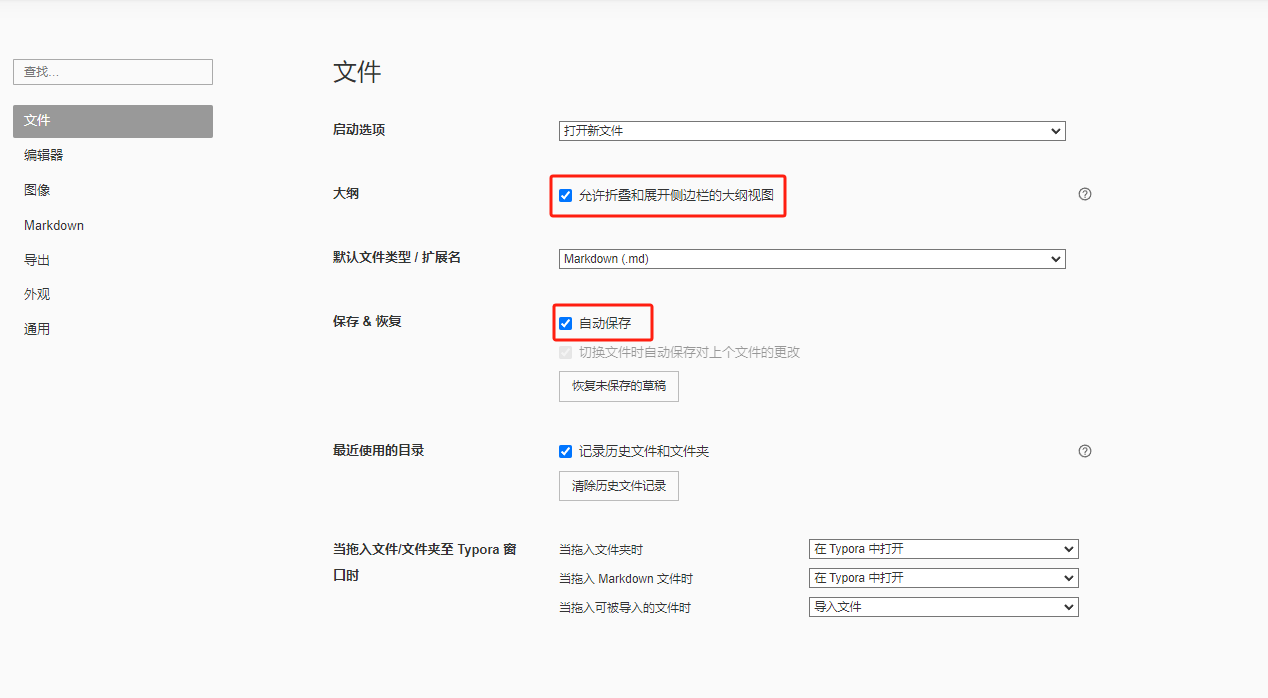 查找...
文件
编辑器
图像
Markdown
导出
外观
通用
文件
启动选项
打开新文件
大纲
允许折叠和展开侧边栏的大纲视图
?
默认文件类型 / 扩展名
Markdown (.md)
保存 & 恢复
自动保存
切换文件时自动保存对上个文件的更改
恢复未保存的草稿
最近使用的目录
记录历史文件和文件夹
?
清除历史文件记录
当拖入文件/文件夹至 Typora 窗
口时
当拖入文件夹时
在 Typora 中打开
当拖入 Markdown 文件时
在 Typora 中打开
当拖入可被导入的文件时
导入文件